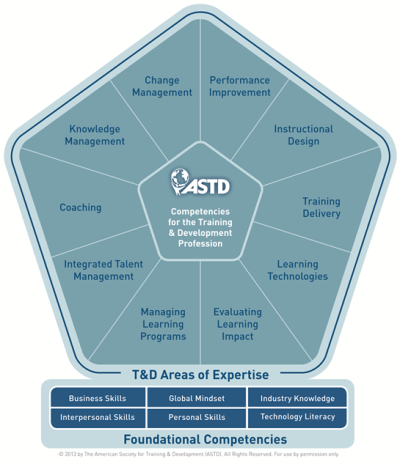 Change
Management
Performance
Improvement
Knowledge
Management
Instructional
Design
ASTD
Competencies
for the Training
& Development
Profession
Coaching
Training
Delivery
Integrated Talent
Management
Learning
Technologies
Managing
Learning
Programs
Evaluating
Learning
Impact
T&D Areas of Expertise
Business Skills
Global Mindset
Industry Knowledge
Interpersonal Skills
Personal Skills
Technology Literacy
Foundational Competencies
© 2013 by The American Society for Training & Development (ASTD). All Rights Reserved. For use by permission only.